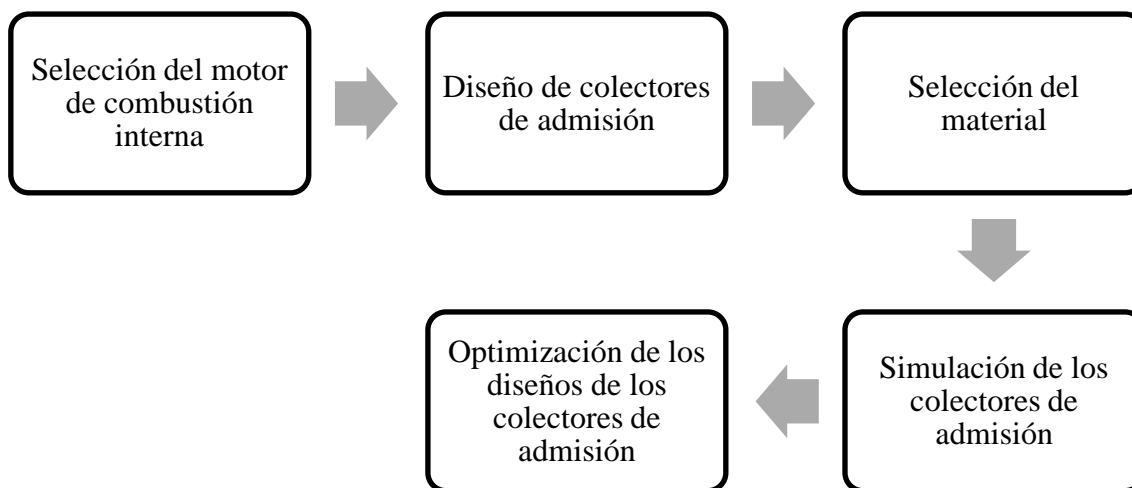 Selección del motor
de combustión
interna
Diseño de colectores
de admisión
Selección del
material
Simulación de los
colectores de
admisión
Optimización de los
diseños de los
colectores de
admisión